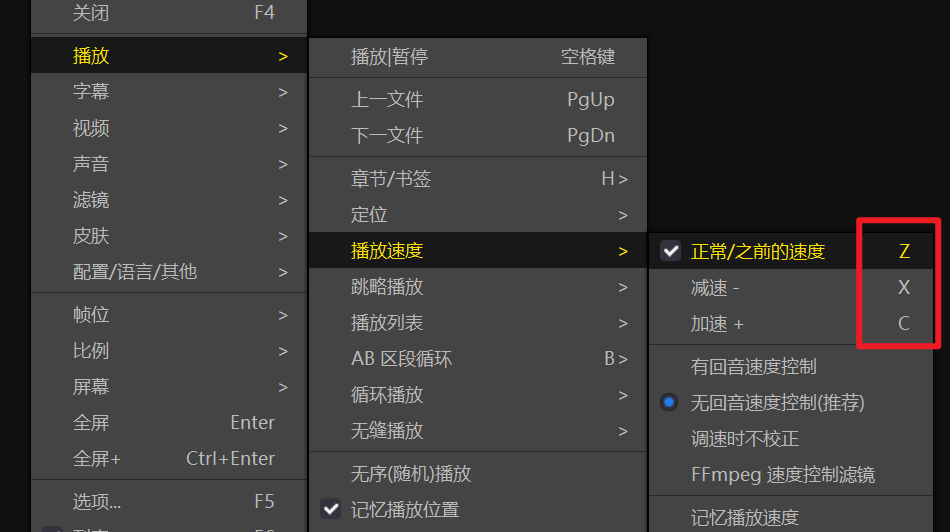 关闭 F4
播放 >
字幕 >
视频 >
声音 >
滤镜 >
皮肤 >
配置/语言/其他 >
帧位 >
比例 >
屏幕 >
全屏 Enter
全屏+ Ctrl+Enter
选项... F5
播放|暂停 空格键
上一文件 PgUp
下一文件 PgDn
章节/书签 H >
定位 >
播放速度 >
跳略播放 >
播放列表 >
AB 区段循环 B >
循环播放 >
无缝播放 >
无序(随机)播放
记忆播放位置
正常/之前的速度 Z
减速 - X
加速 + C
有回音速度控制
无回音速度控制(推荐)
调速时不校正
FFmpeg 速度控制滤镜
记忆播放速度